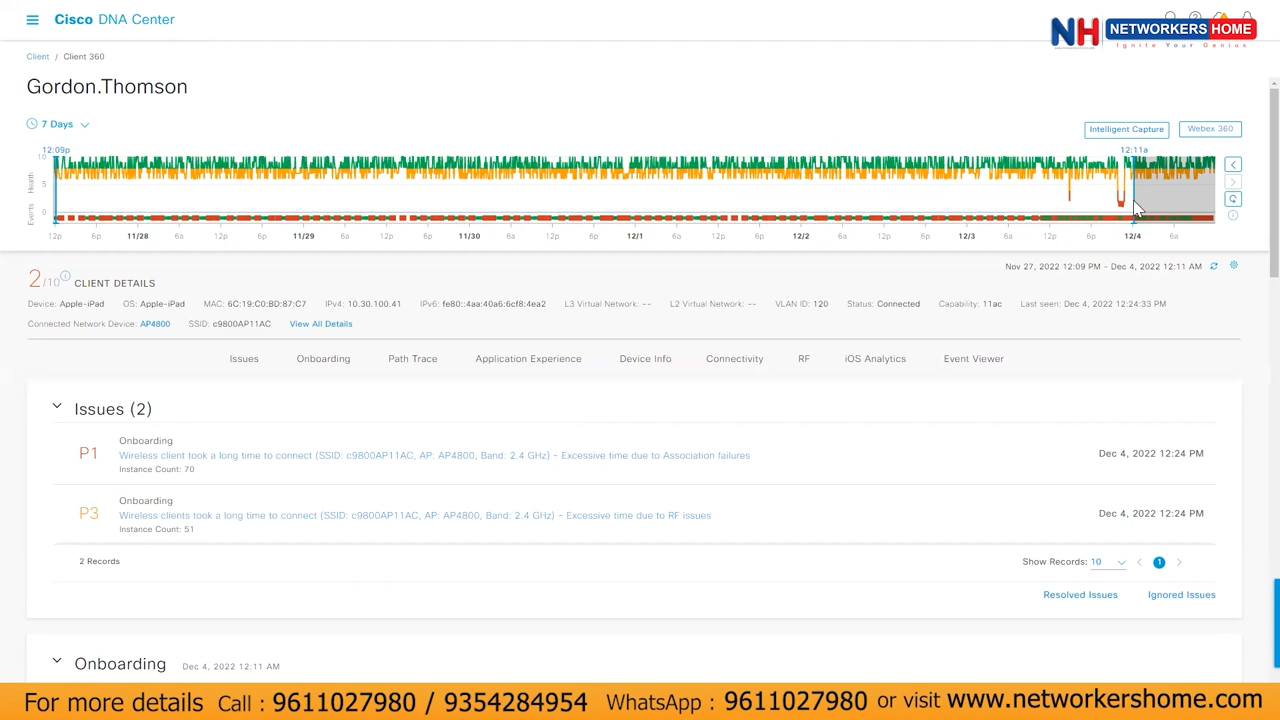 Cisco DNA Center
NH NETWORKERS HOME
Ignite Your Genius
Client / Client 360
Gordon.Thomson
7 Days
Intelligent Capture
Webex 360
12:09p
12:11a
10
5
0
Health
Events
12p 6p 11/28 6a 12p 6p 11/29 6a 12p 6p 11/30 6a 12p 6p 12/1 6a 12p 6p 12/2 6a 12p 6p 12/3 6a 12p 6p 12/4 6a
Nov 27, 2022 12:09 PM - Dec 4, 2022 12:11 AM
2/10 CLIENT DETAILS
Device: Apple-iPad OS: Apple-iPad MAC: 6C:19:C0:BD:87:C7 IPv4: 10.30.100.41 IPv6: fe80::aa:40a6:6cf8:4ea2 L3 Virtual Network: -- L2 Virtual Network: -- VLAN ID: 120 Status: Connected Capability: 11ac Last seen: Dec 4, 2022 12:24:33 PM
Connected Network Device: AP4800 SSID: c9800AP11AC View All Details
Issues Onboarding Path Trace Application Experience Device Info Connectivity RF iOS Analytics Event Viewer
Issues (2)
Onboarding
P1 Wireless client took a long time to connect (SSID: c9800AP11AC, AP: AP4800, Band: 2.4 GHz) - Excessive time due to Association failures Dec 4, 2022 12:24 PM
Instance Count: 70
Onboarding
P3 Wireless clients took a long time to connect (SSID: c9800AP11AC, AP: AP4800, Band: 2.4 GHz) - Excessive time due to RF issues Dec 4, 2022 12:24 PM
Instance Count: 51
2 Records
Show Records: 10 1
Resolved Issues Ignored Issues
Onboarding Dec 4, 2022 12:11 AM
For more details Call : 9611027980 / 9354284954 WhatsApp : 9611027980 or visit www.networkershome.com